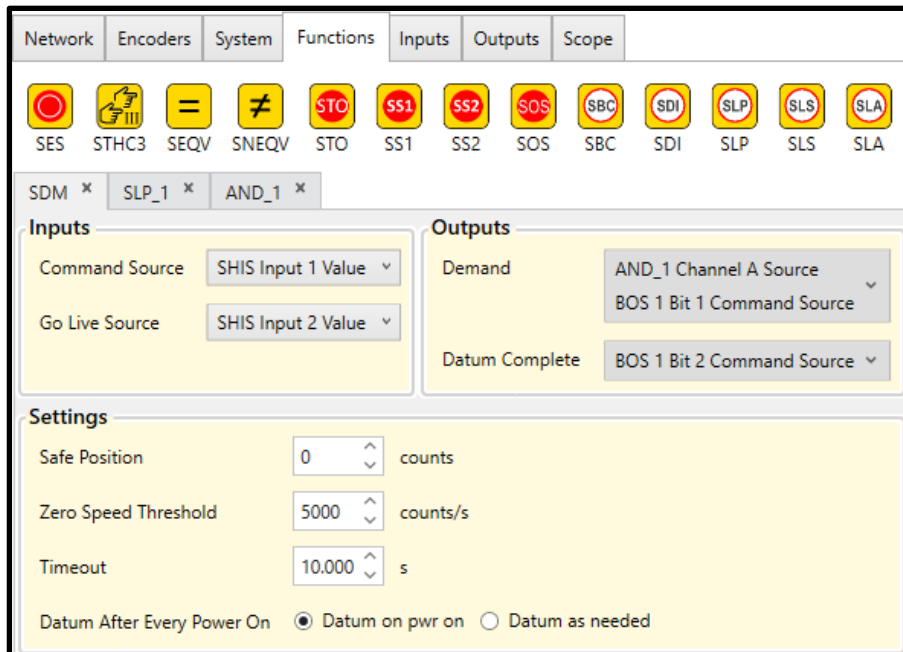 Network Encoders System Functions Inputs Outputs Scope
III = ≠ STO SS1 SS2 SOS SBC SDI SLP SLS SLA
SES STHC3 SEQV SNEQV STO SS1 SS2 SOS SBC SDI SLP SLS SLA
SDM × SLP_1 × AND_1 ×
Inputs
Command Source SHIS Input 1 Value
Go Live Source SHIS Input 2 Value
Outputs
Demand AND_1 Channel A Source
BOS 1 Bit 1 Command Source
Datum Complete BOS 1 Bit 2 Command Source
Settings
Safe Position 0 counts
Zero Speed Threshold 5000 counts/s
Timeout 10.000 s
Datum After Every Power On Datum on pwr on Datum as needed